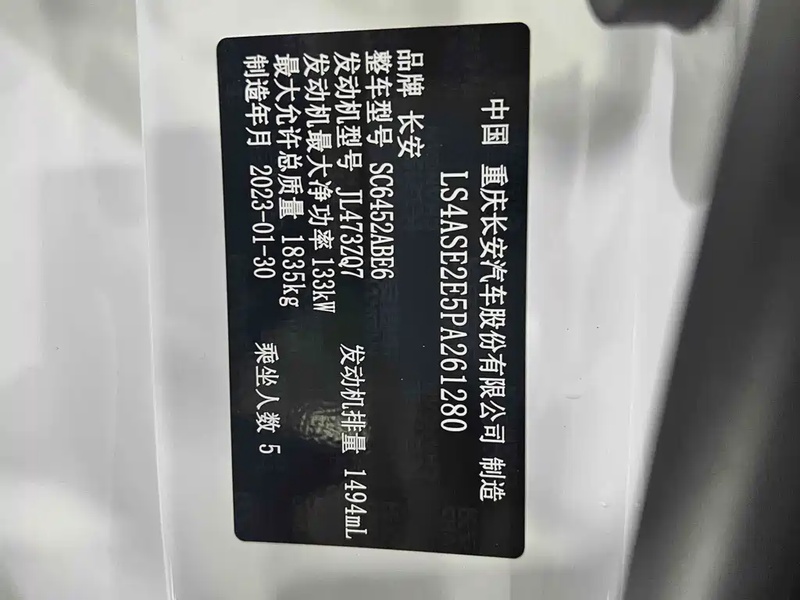 中国 重庆长安汽车股份有限公司 制造
LS4ASE2E5PA261280
品牌 长安
整车型号 SC6452ABE6
发动机型号 JL473ZQ7 发动机排量 1494mL
发动机最大净功率 133kW
最大允许总质量 1835kg
制造年月 2023-01-30 乘坐人数 5